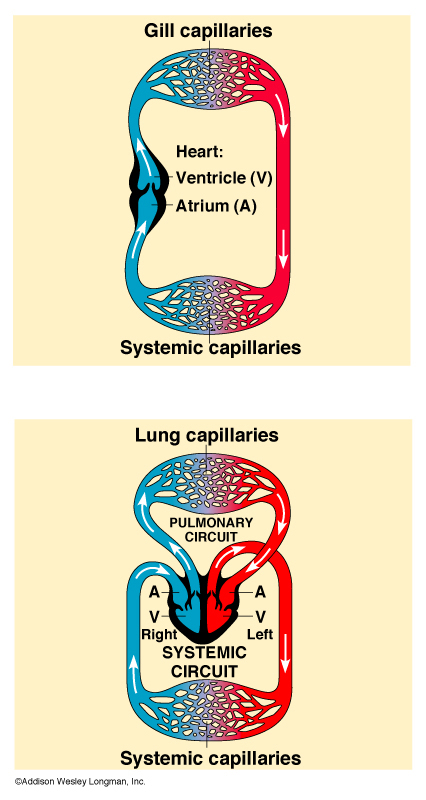 Gill capillaries
Heart:
Ventricle (V)
Atrium (A)
Systemic capillaries
Lung capillaries
PULMONARY
CIRCUIT
A A
V V
Right Left
SYSTEMIC
CIRCUIT
Systemic capillaries
©Addison Wesley Longman, Inc.